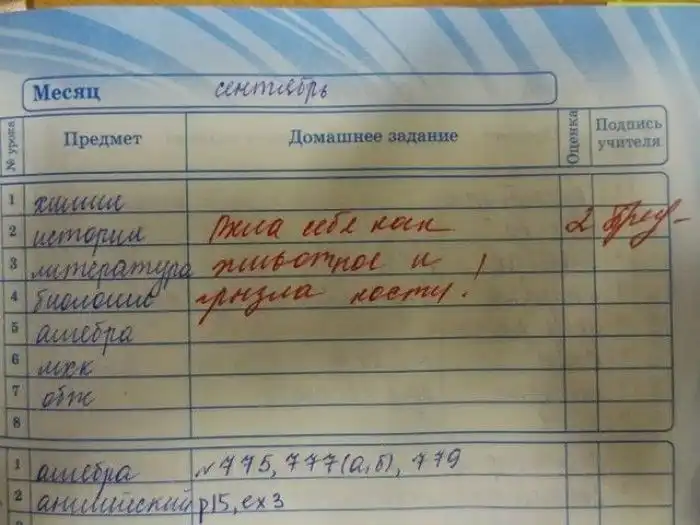 Месяц сентябрь
№ урока Предмет Домашнее задание Оценка Подпись учителя
1 химия
2 история Вела себя как 2
3 литература животное и
4 биология грызла кости!
5 алгебра
6 мхк
7 обж
8
1 алгебра №775, 777(а,б), 779
2 английский p15, ex3